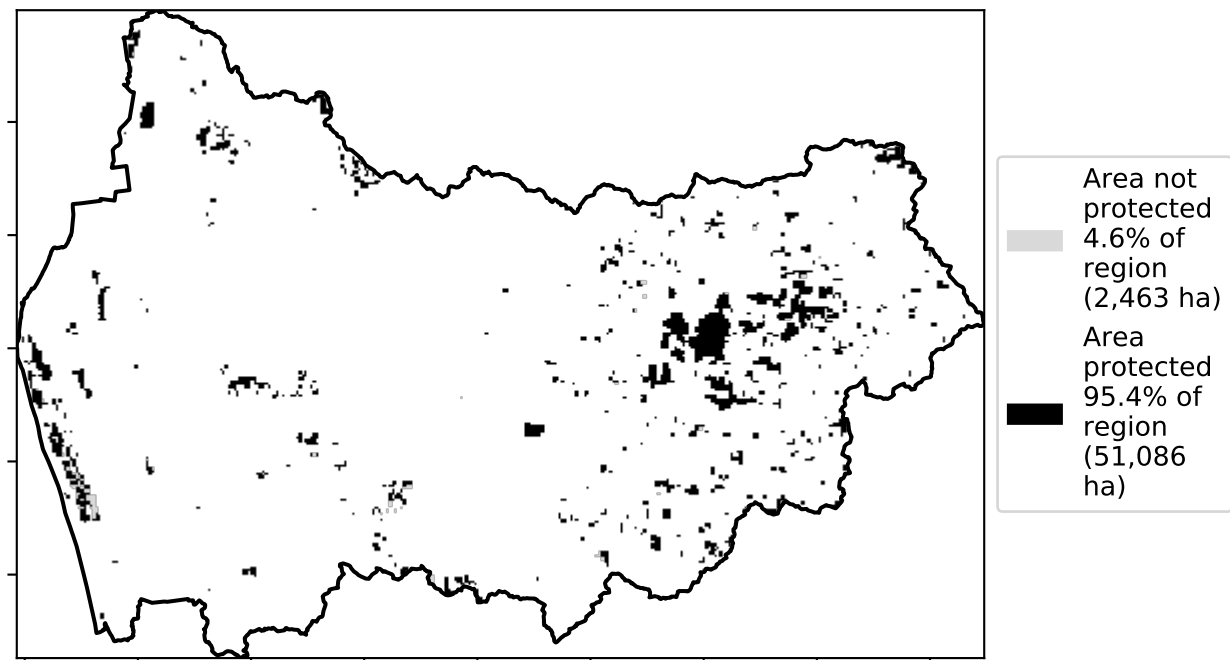 Area not
protected
4.6% of
region
(2,463 ha)
Area
protected
95.4% of
region
(51,086
ha)